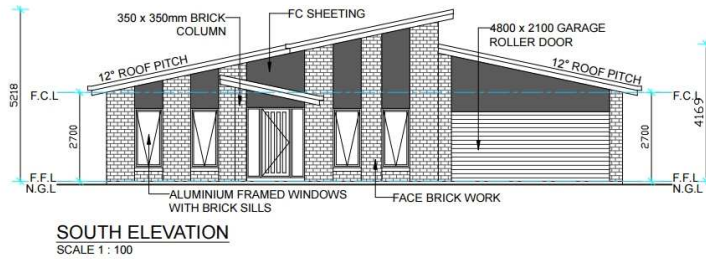 350 x 350mm BRICK
COLUMN
FC SHEETING
4800 x 2100 GARAGE
ROLLER DOOR
12° ROOF PITCH
12° ROOF PITCH
5218
F.C.L
2700
F.F.L
N.G.L
F.C.L
2700
4169
F.F.L
N.G.L
ALUMINIUM FRAMED WINDOWS
WITH BRICK SILLS
FACE BRICK WORK
SOUTH ELEVATION
SCALE 1 : 100